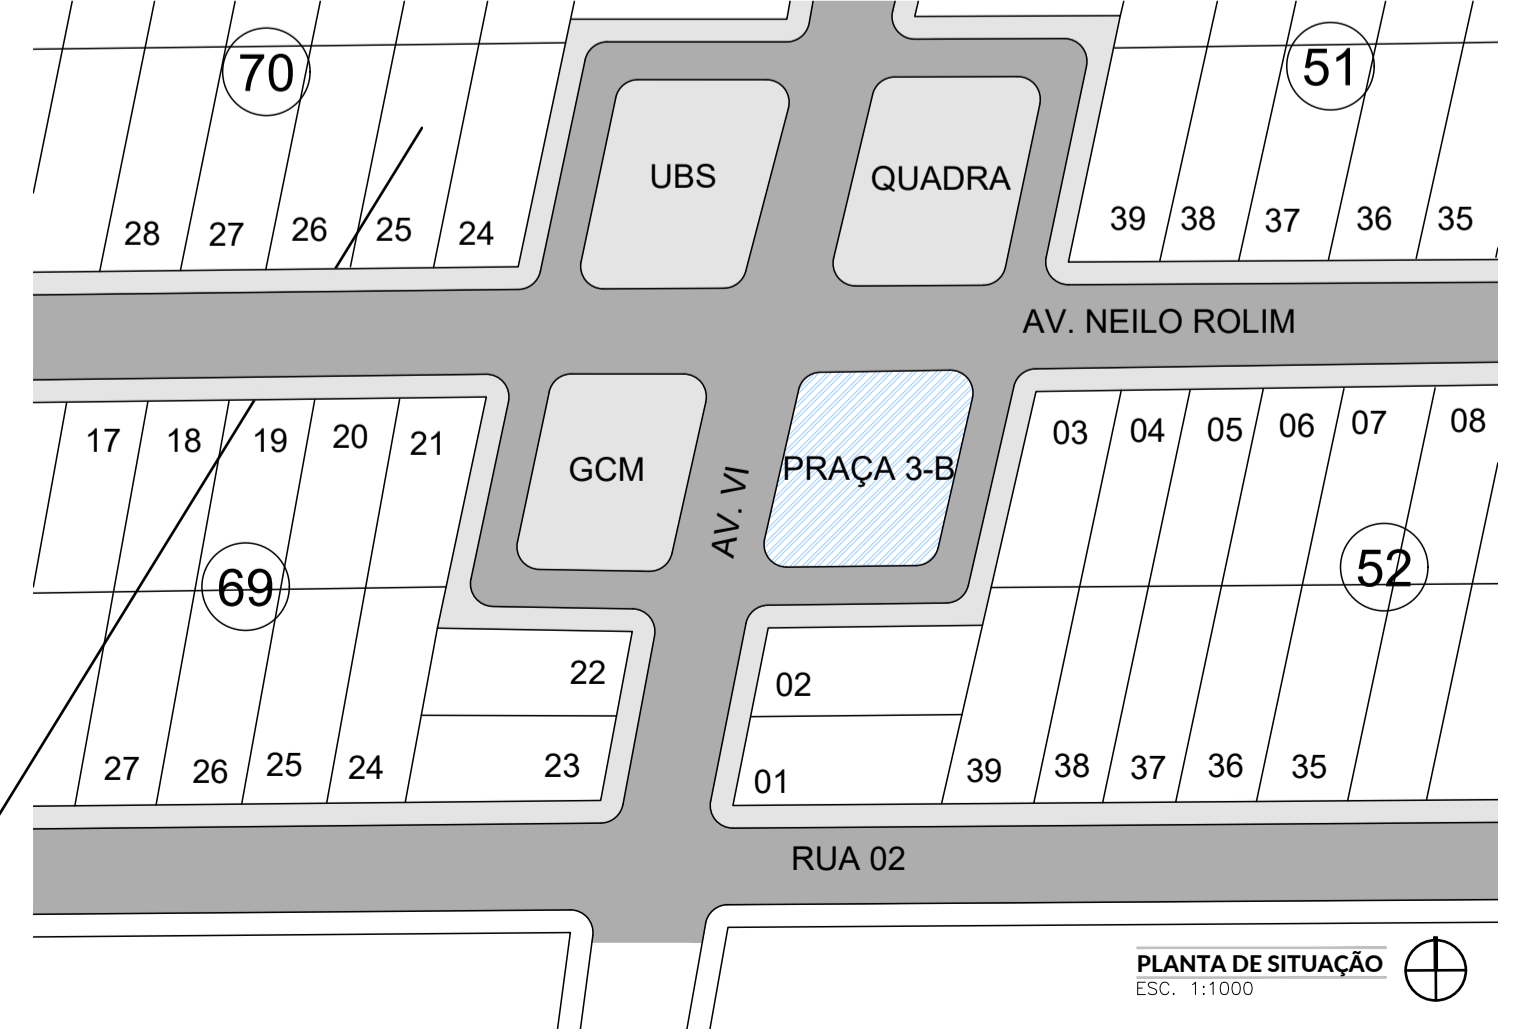 70
51
UBS
QUADRA
28 27 26 25 24
39 38 37 36 35
AV. NEILO ROLIM
17 18 19 20 21
GCM
AV. VI
PRAÇA 3-B
03 04 05 06 07 08
69
52
22
02
23
01
27 26 25 24
39 38 37 36 35
RUA 02
PLANTA DE SITUAÇÃO
ESC. 1:1000